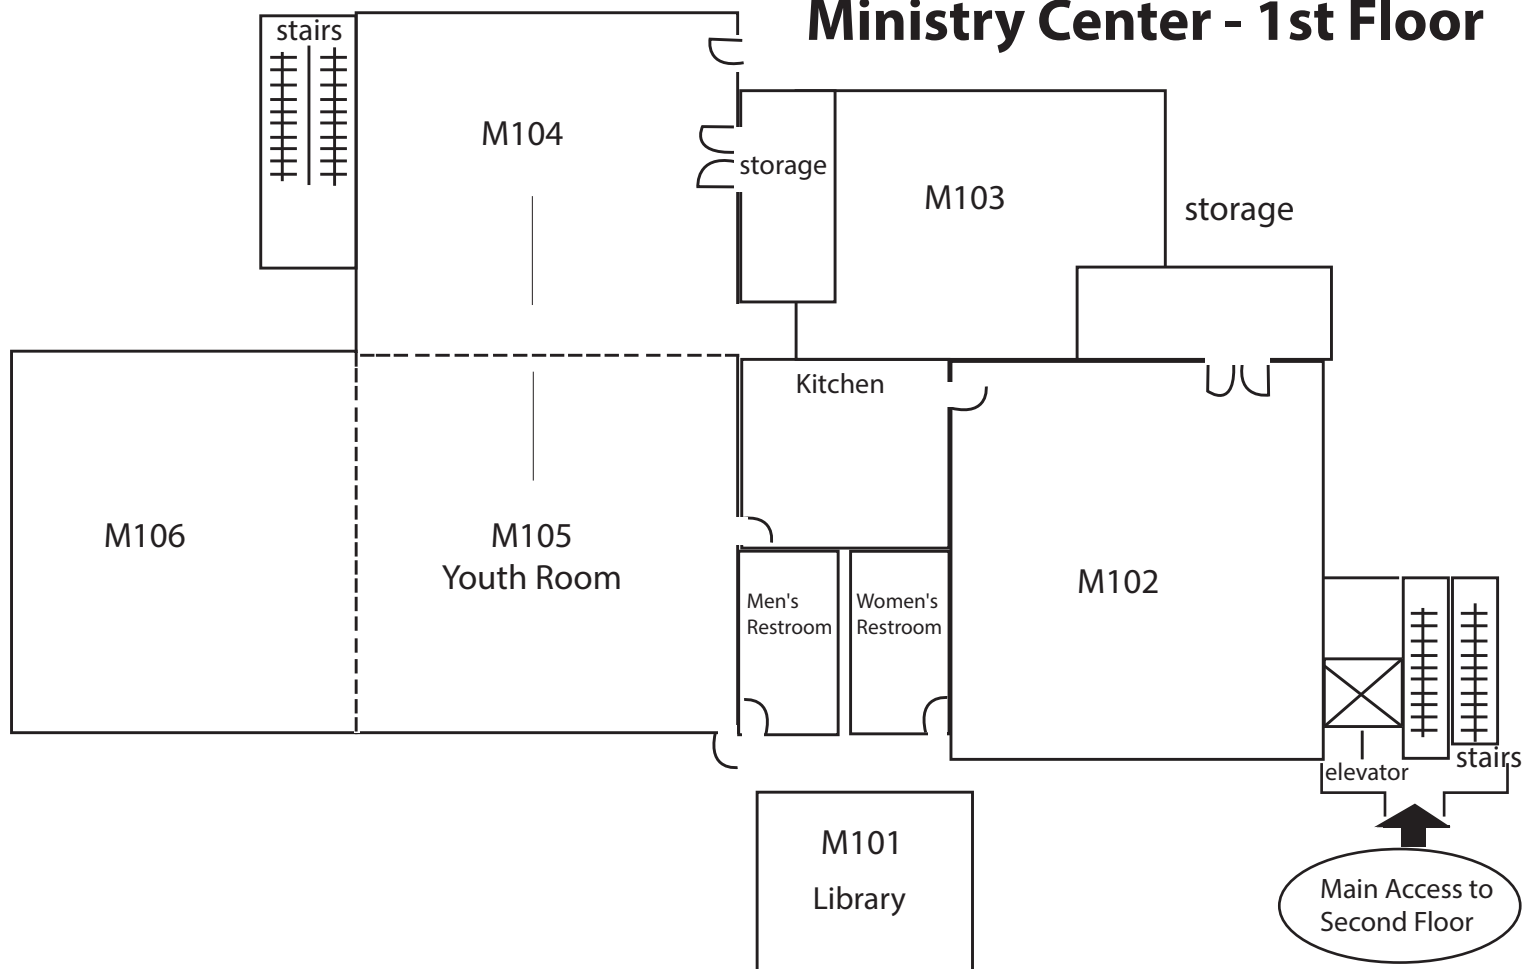 Ministry Center - 1st Floor
stairs
M104
storage
M103
storage
Kitchen
M106
M105
Youth Room
Men's
Restroom
Women's
Restroom
M102
stairs
elevator
M101
Library
Main Access to
Second Floor